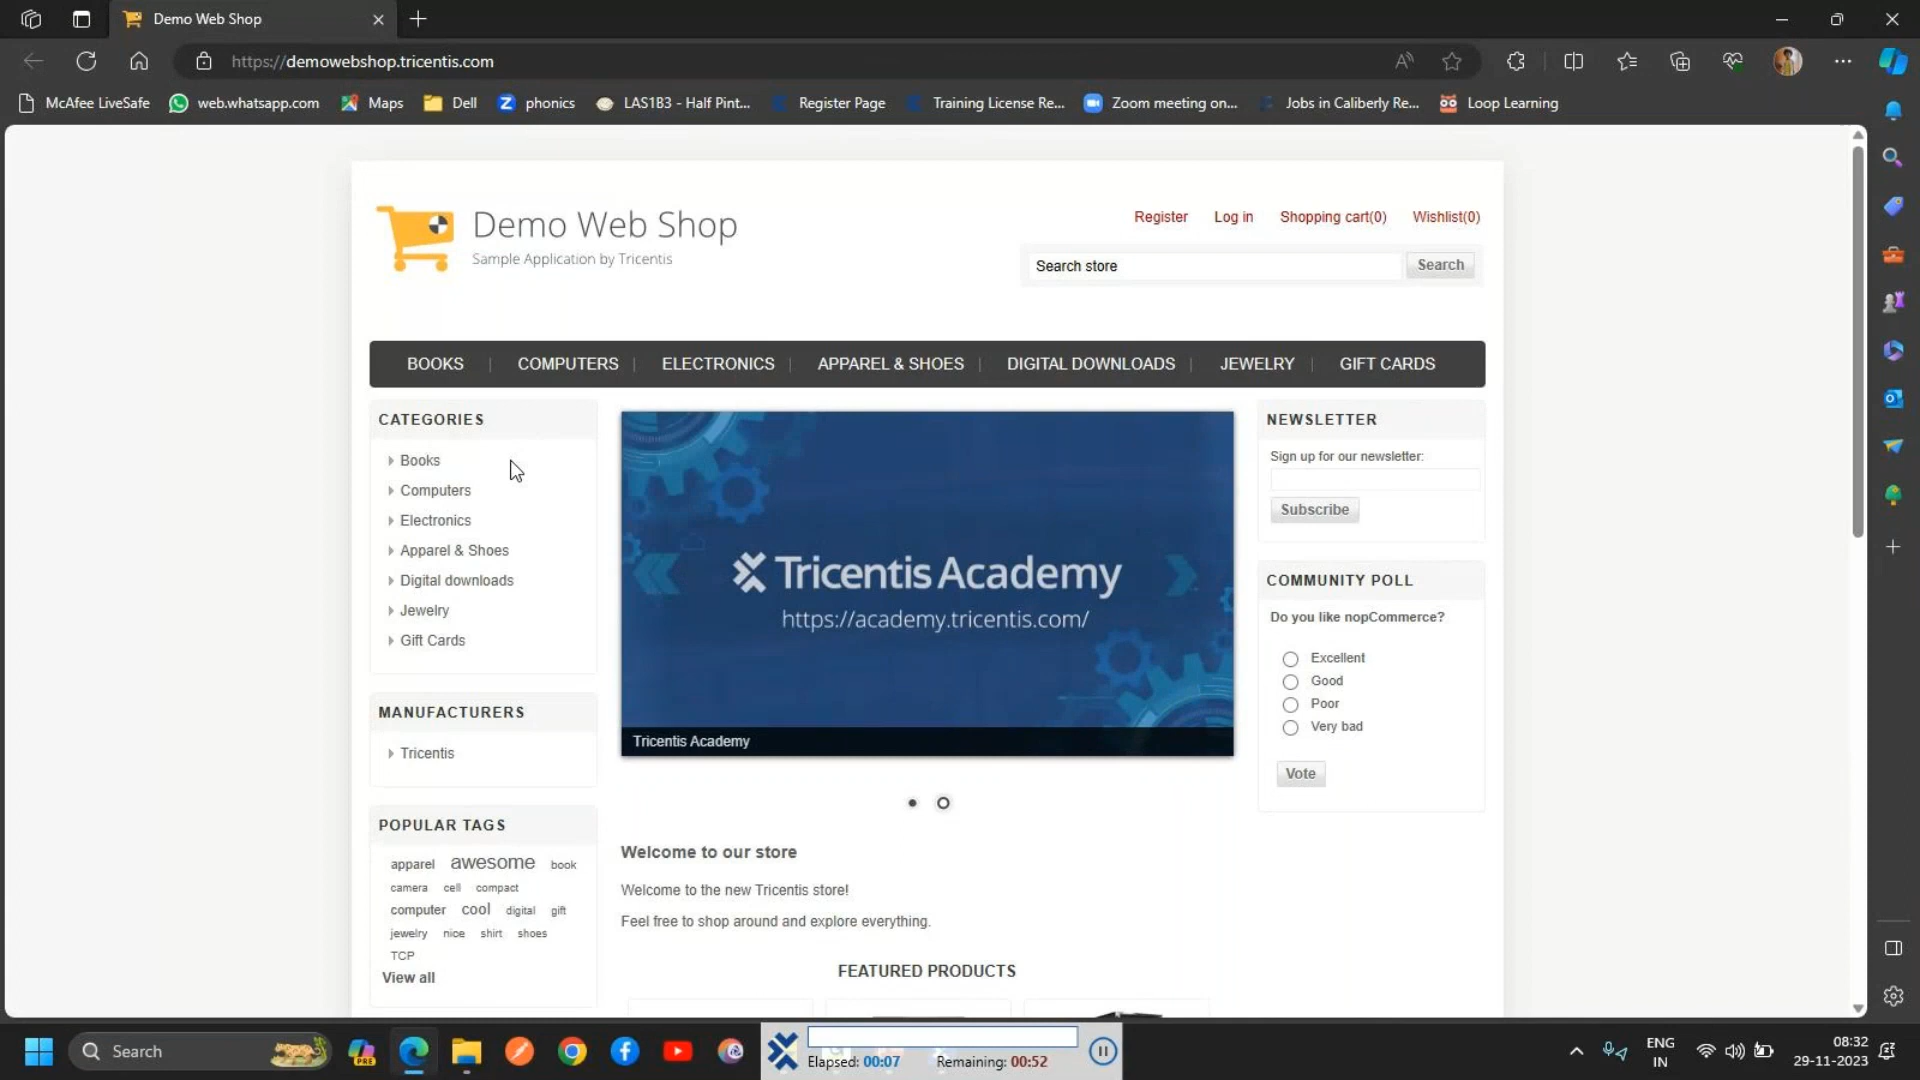 Demo Web Shop
https://demowebshop.tricentis.com
McAfee LiveSafe
web.whatsapp.com
Maps
Dell
phonics
LAS1B3 - Half Pint...
Register Page
Training License Re...
Zoom meeting on...
Jobs in Caliberly Re...
Loop Learning
Demo Web Shop
Sample Application by Tricentis
Register
Log in
Shopping cart(0)
Wishlist(0)
Search store
Search
BOOKS
COMPUTERS
ELECTRONICS
APPAREL & SHOES
DIGITAL DOWNLOADS
JEWELRY
GIFT CARDS
CATEGORIES
Books
Computers
Electronics
Apparel & Shoes
Digital downloads
Jewelry
Gift Cards
MANUFACTURERS
Tricentis
POPULAR TAGS
apparel awesome book
camera cell compact
computer cool digital gift
jewelry nice shirt shoes
TCP
View all
Tricentis Academy
https://academy.tricentis.com/
Tricentis Academy
Welcome to our store
Welcome to the new Tricentis store!
Feel free to shop around and explore everything.
FEATURED PRODUCTS
NEWSLETTER
Sign up for our newsletter:
Subscribe
COMMUNITY POLL
Do you like nopCommerce?
Excellent
Good
Poor
Very bad
Vote
Search
PRE
Elapsed: 00:07
Remaining: 00:52
ENG
IN
08:32
29-11-2023